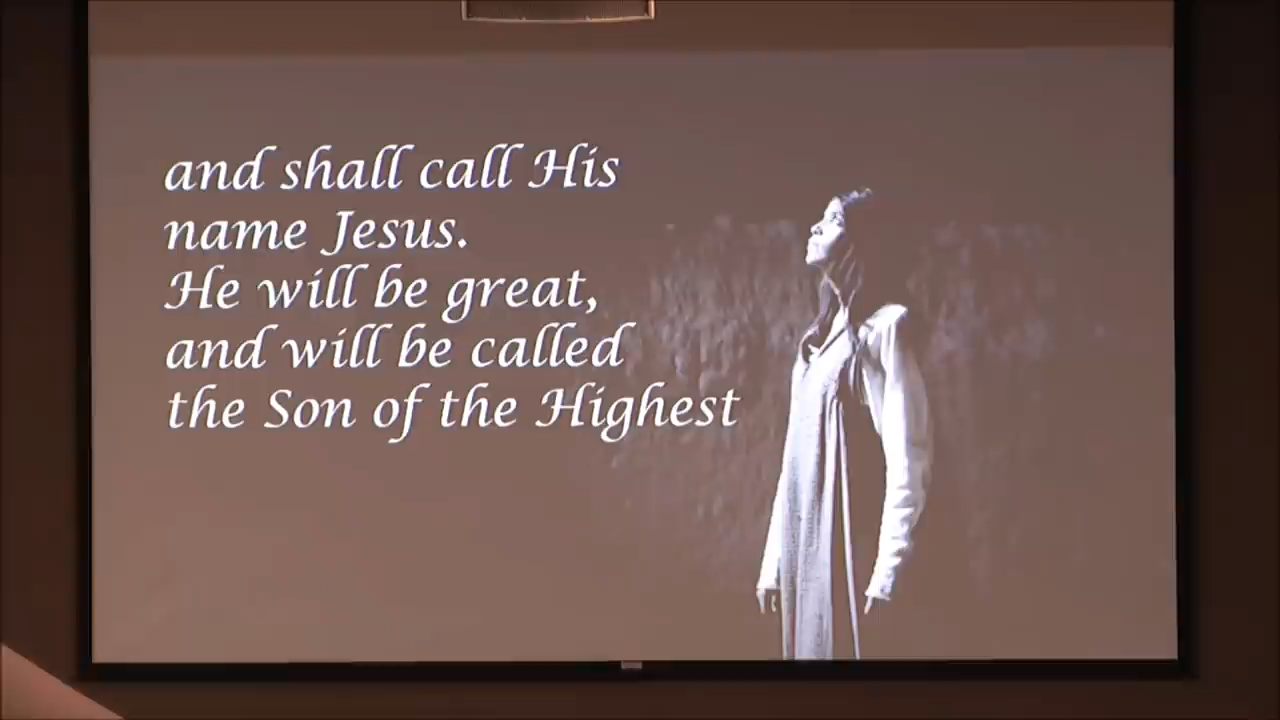 and shall call His
name Jesus.
He will be great,
and will be called
the Son of the Highest